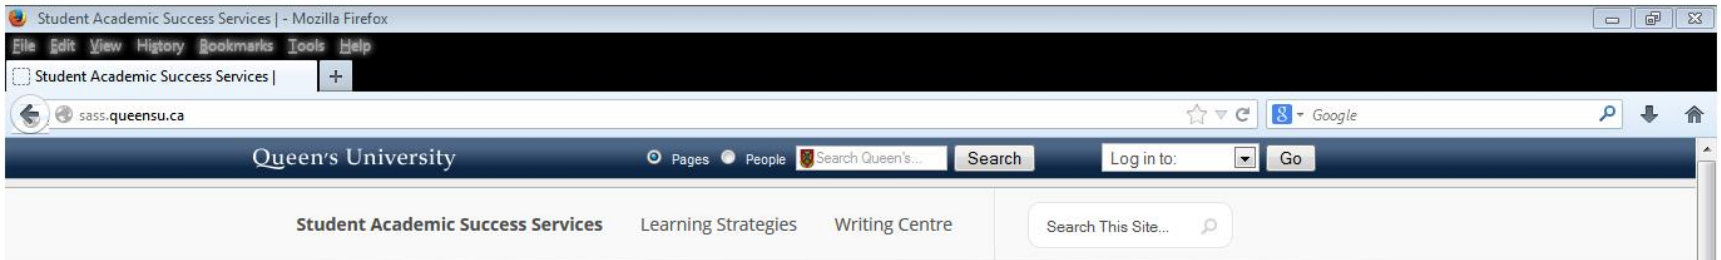 Student Academic Success Services | - Mozilla Firefox
File Edit View History Bookmarks Tools Help
Student Academic Success Services | +
sass.queensu.ca 8 Google
Queen's University Pages People Search Queen's... Search Log in to: Go
Student Academic Success Services Learning Strategies Writing Centre Search This Site...